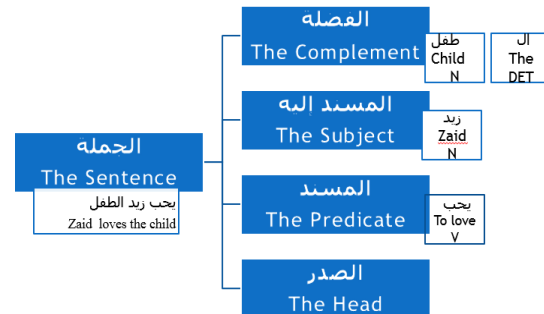 الجملة
The Sentence
يحب زيد الطفل
Zaid loves the child
الفضلة
The Complement
طفل
Child
N
ال
The
DET
المسند إليه
The Subject
زيد
Zaid
N
المسند
The Predicate
يحب
To love
V
الصدر
The Head